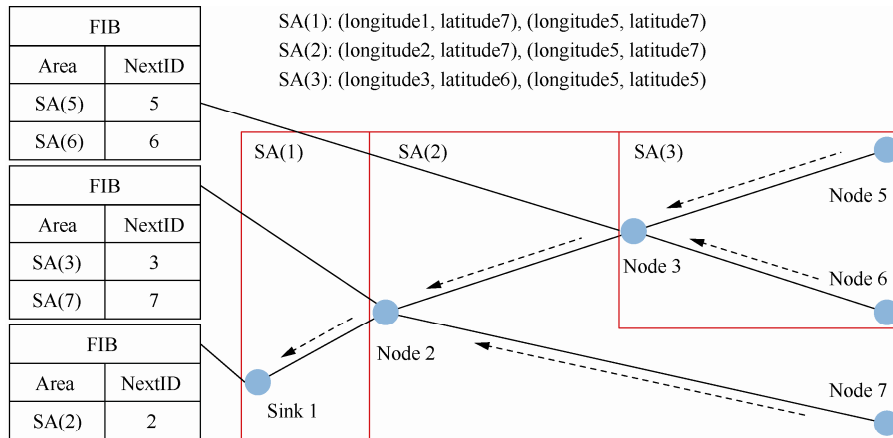 FIB
Area NextID
SA(5) 5
SA(6) 6
FIB
Area NextID
SA(3) 3
SA(7) 7
FIB
Area NextID
SA(2) 2
SA(1): (longitude1, latitude7), (longitude5, latitude7)
SA(2): (longitude2, latitude7), (longitude5, latitude7)
SA(3): (longitude3, latitude6), (longitude5, latitude5)
SA(1)
SA(2)
SA(3)
Node 5
Node 3
Node 6
Node 2
Node 7
Sink 1